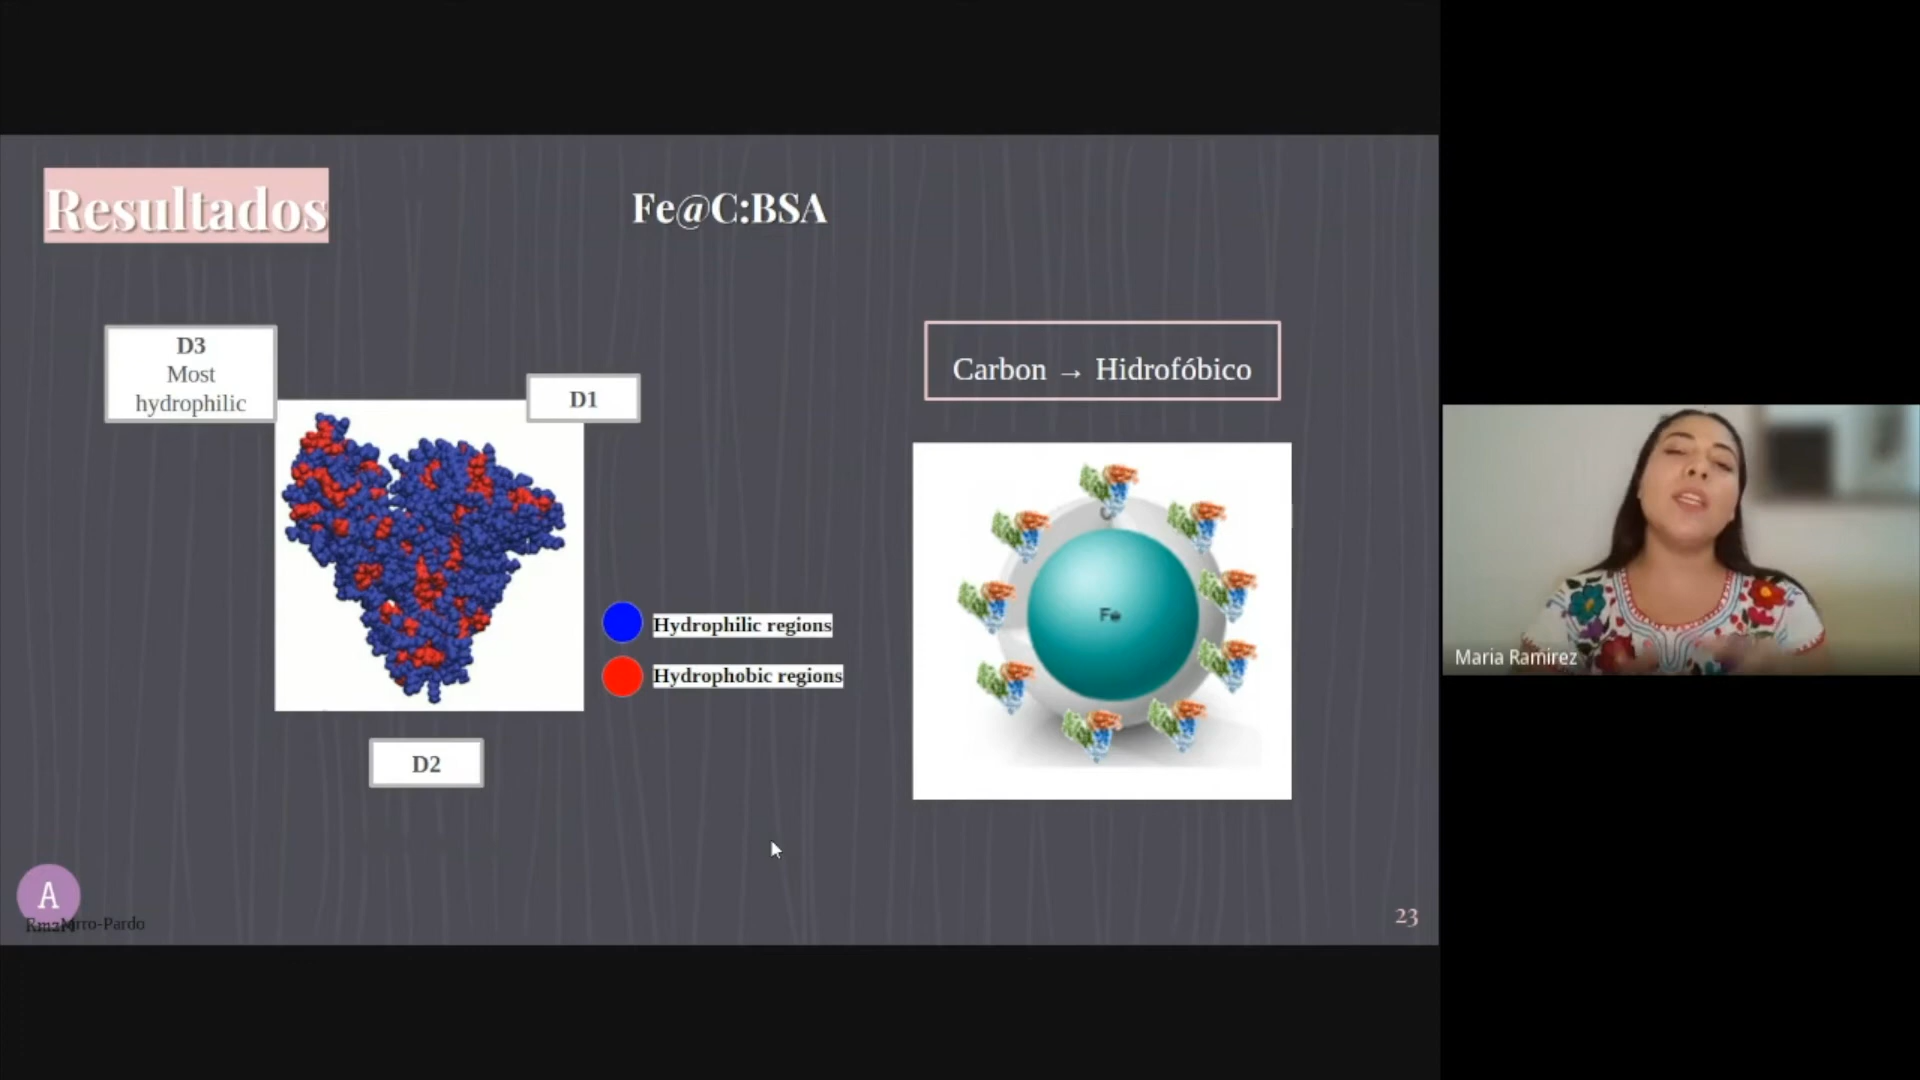 Resultados
Fe@C:BSA
D3
Most
hydrophilic
D1
Carbon → Hidrofóbico
Hydrophilic regions
Hydrophobic regions
C
Fe
D2
Maria Ramirez
A
23